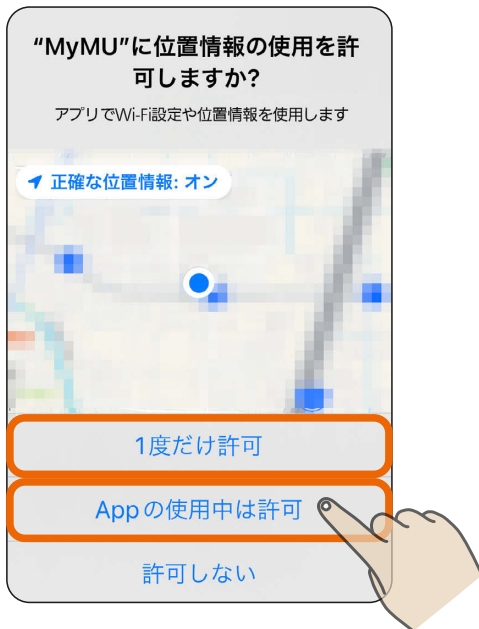 “MyMU”に位置情報の使用を許
可しますか?
アプリでWi-Fi設定や位置情報を使用します
正確な位置情報: オン
1度だけ許可
Appの使用中は許可
許可しない